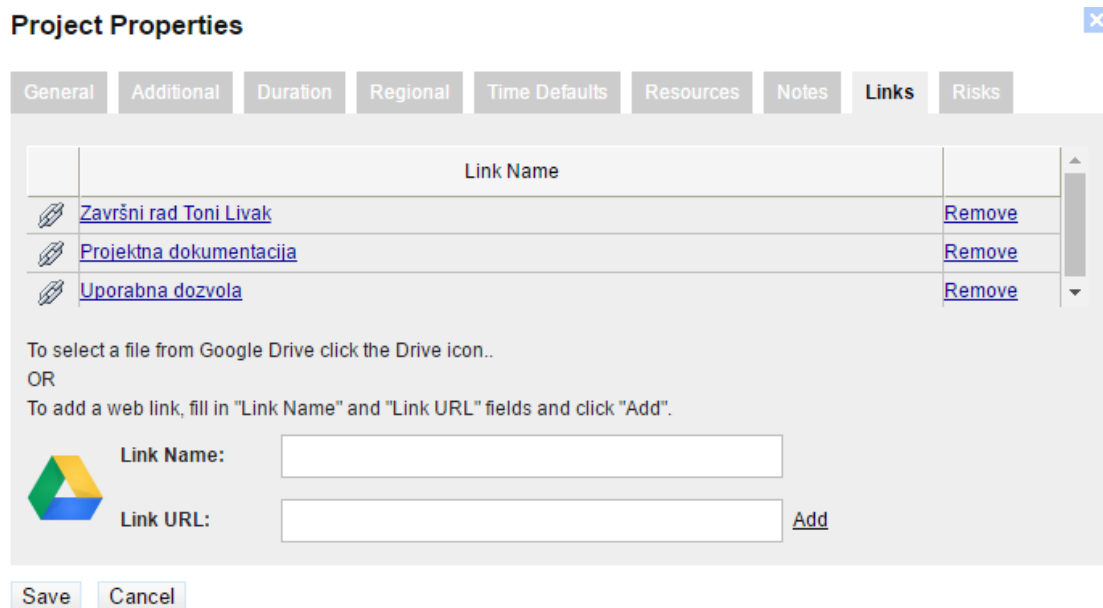 Project Properties
General Additional Duration Regional Time Defaults Resources Notes Links Risks
Link Name
Završni rad Toni Livak Remove
Projektna dokumentacija Remove
Uporabna dozvola Remove
To select a file from Google Drive click the Drive icon..
OR
To add a web link, fill in "Link Name" and "Link URL" fields and click "Add".
Link Name:
Link URL: Add
Save Cancel